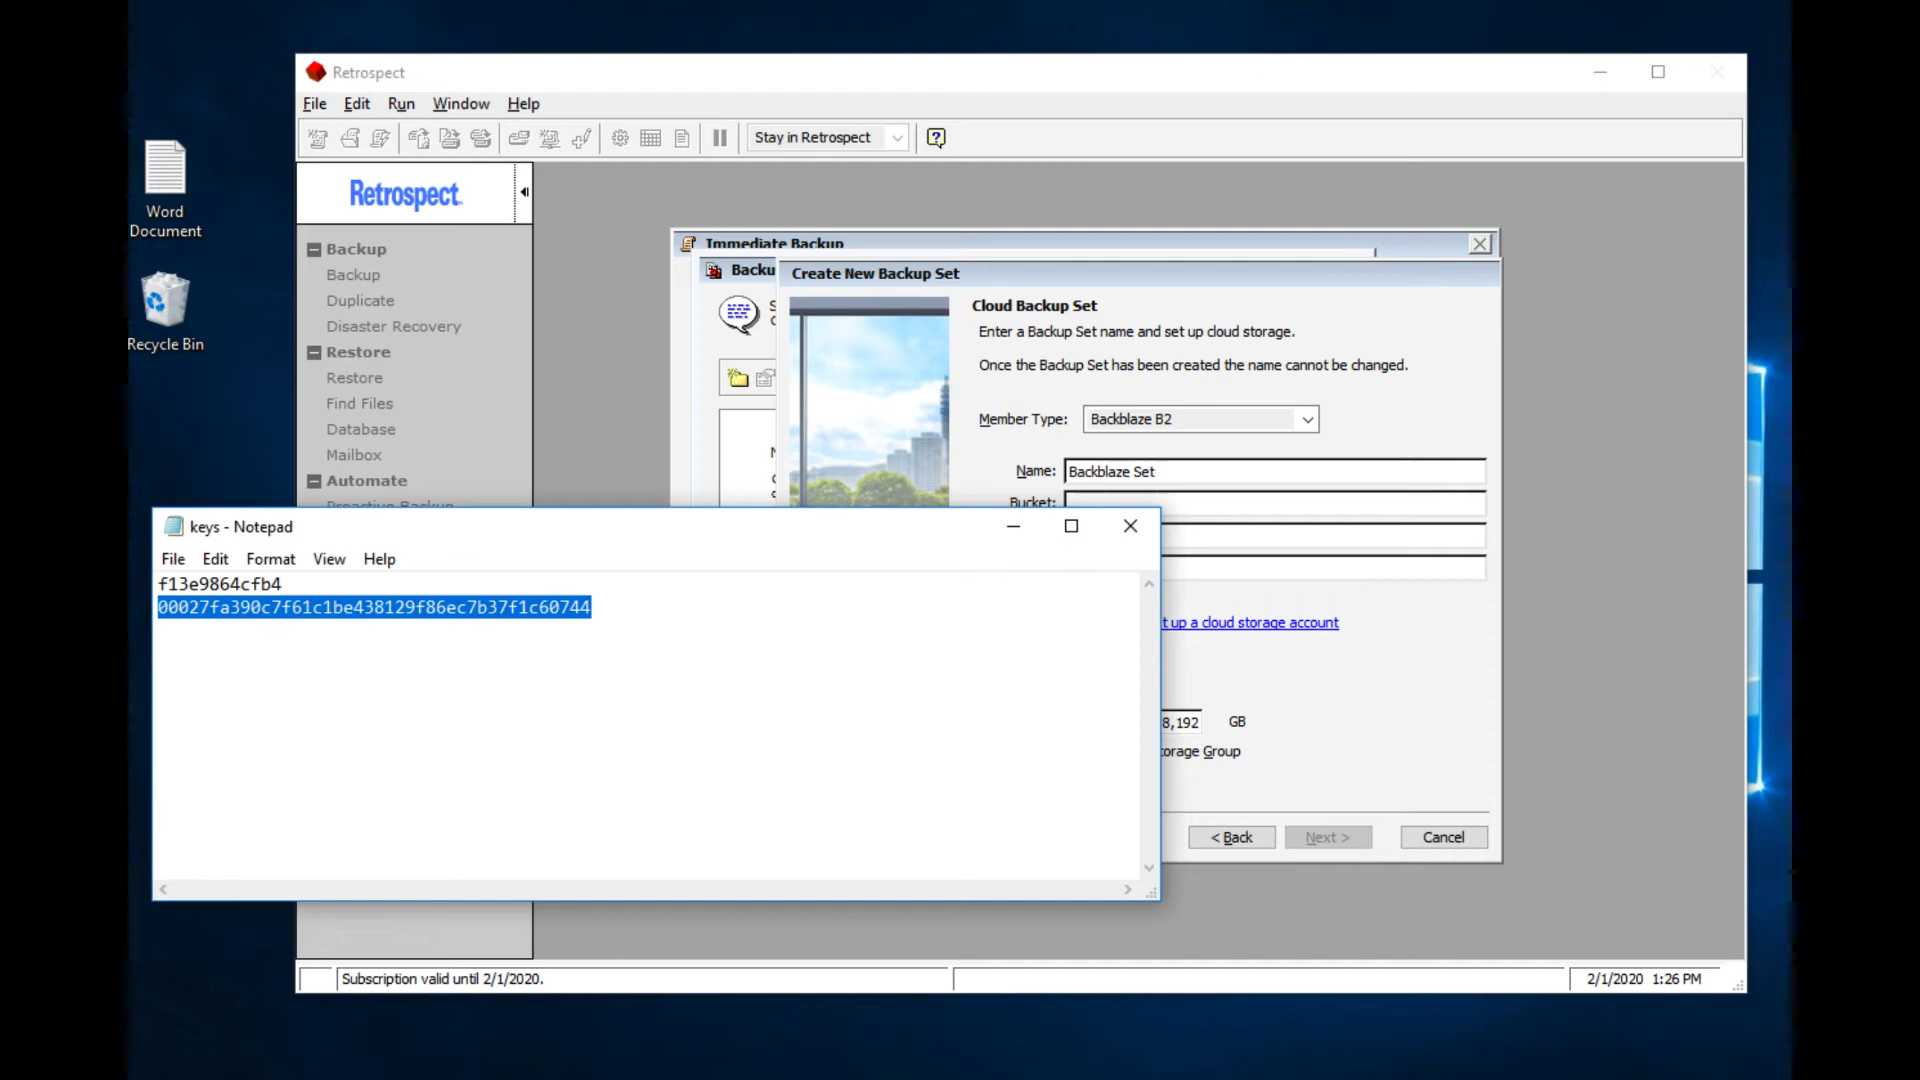 Retrospect
File Edit Run Window Help
Stay in Retrospect
Word
Document
Recycle Bin
Retrospect
Backup
Backup
Duplicate
Disaster Recovery
Restore
Restore
Find Files
Database
Mailbox
Automate
Proactive Backup
Immediate Backup
Backu
Create New Backup Set
Cloud Backup Set
Enter a Backup Set name and set up cloud storage.
Once the Backup Set has been created the name cannot be changed.
Member Type: Backblaze B2
Name: Backblaze Set
Bucket:
t up a cloud storage account
8,192 GB
torage Group
< Back Next > Cancel
keys - Notepad
File Edit Format View Help
f13e9864cfb4
00027fa390c7f61c1be438129f86ec7b37f1c60744
Subscription valid until 2/1/2020.
2/1/2020 1:26 PM